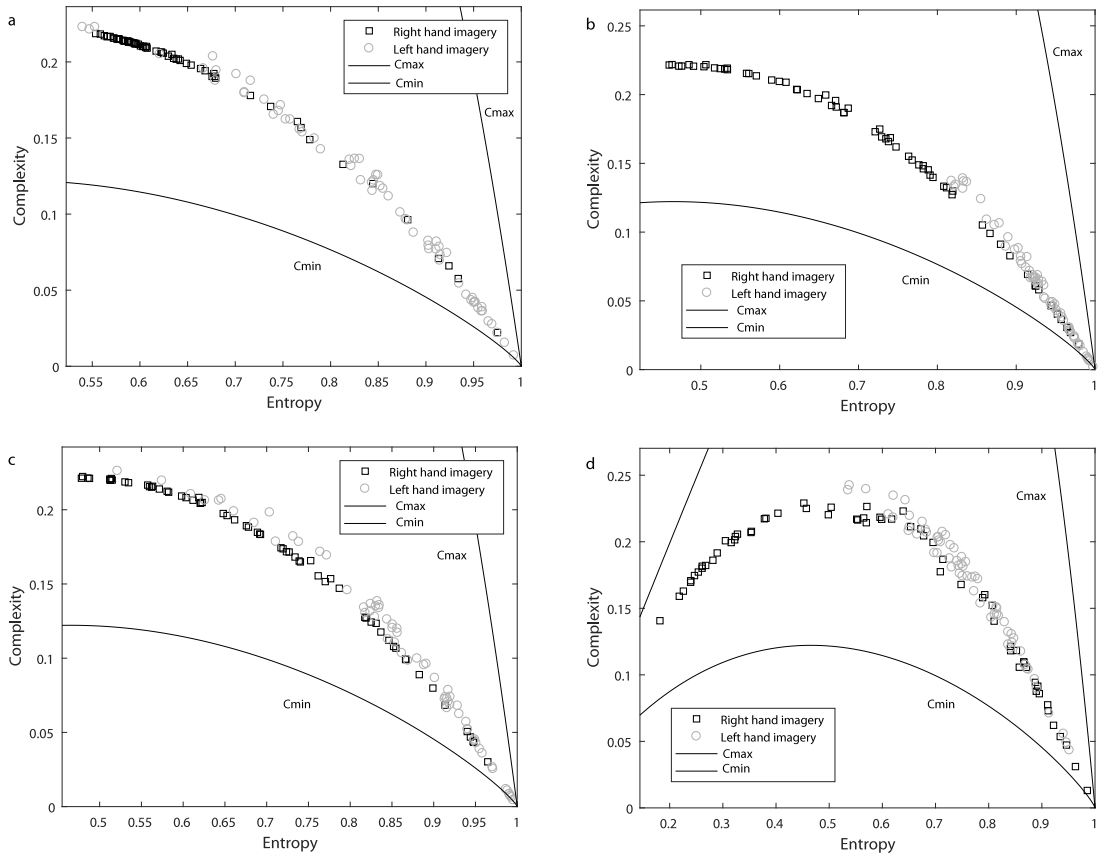 a
Complexity
0.2
0.15
0.1
0.05
0
Right hand imagery
Left hand imagery
Cmax
Cmin
Cmax
Cmin
0.55 0.6 0.65 0.7 0.75 0.8 0.85 0.9 0.95 1
Entropy
b
Complexity
0.25
0.2
0.15
0.1
0.05
0
Cmax
Cmin
Right hand imagery
Left hand imagery
Cmax
Cmin
0.5 0.6 0.7 0.8 0.9 1
Entropy
c
Complexity
0.2
0.15
0.1
0.05
0
Right hand imagery
Left hand imagery
Cmax
Cmin
Cmax
Cmin
0.5 0.55 0.6 0.65 0.7 0.75 0.8 0.85 0.9 0.95 1
Entropy
d
Complexity
0.25
0.2
0.15
0.1
0.05
0
Cmax
Cmin
Right hand imagery
Left hand imagery
Cmax
Cmin
0.2 0.3 0.4 0.5 0.6 0.7 0.8 0.9 1
Entropy